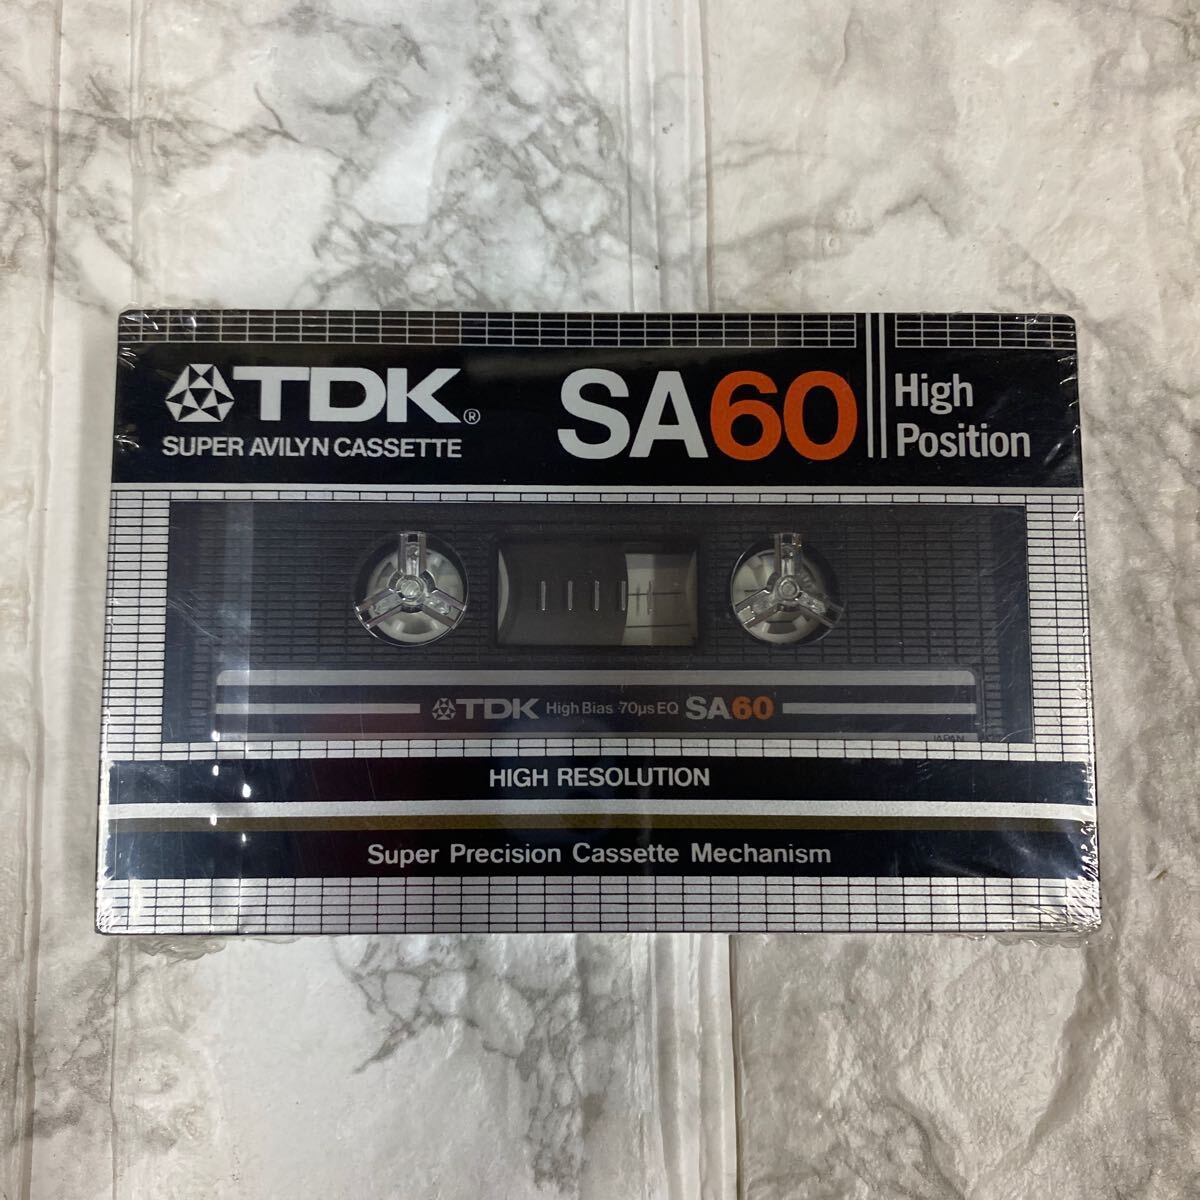 TDK®
SUPER AVILYN CASSETTE
SA60
High
Position
TDK High Bias 70μs EQ SA60
JAPAN
HIGH RESOLUTION
Super Precision Cassette Mechanism